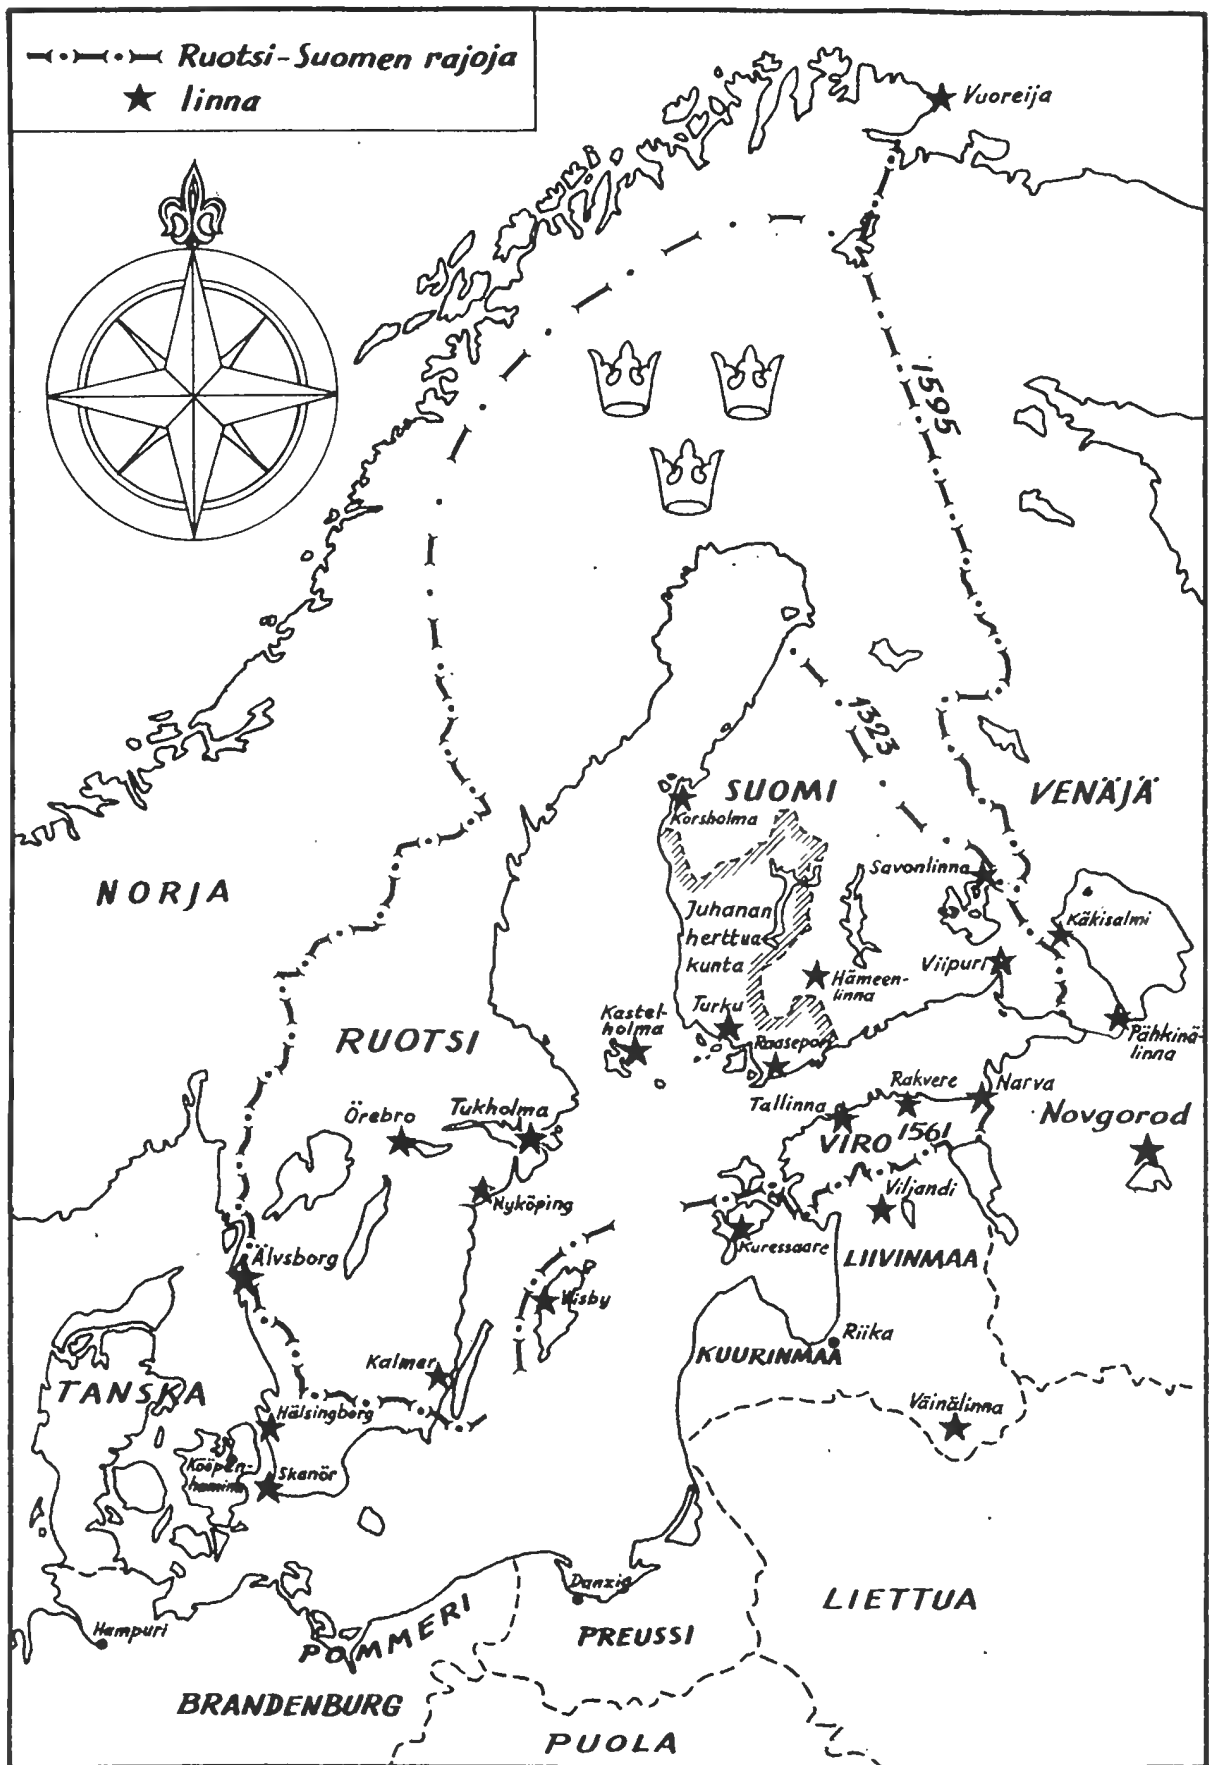 Ruotsi-Suomen rajoja
linna
Vuoreija
1595
1323
SUOMI
VENÄJÄ
Korsholma
Savonlinna
NORJA
Juhanan
herttua
kunta
Käkisalmi
Viipuri
Hämeen-
linna
Turku
Kastel-
holma
Raasepori
Pähkinä-
linna
RUOTSI
Örebro
Tukholma
Tallinna
Rakvere
Narva
Novgorod
VIRO 1561
Nyköping
Viljandi
Kuressaare
LIIVINMAA
Älvsborg
Visby
Riika
KUURINMAA
Kalmer
TANSKA
Hälsingborg
Väinälinna
Kööpen-
hamina
Skanör
Danzig
LIETTUA
Hampuri
POMMERI
PREUSSI
BRANDENBURG
PUOLA